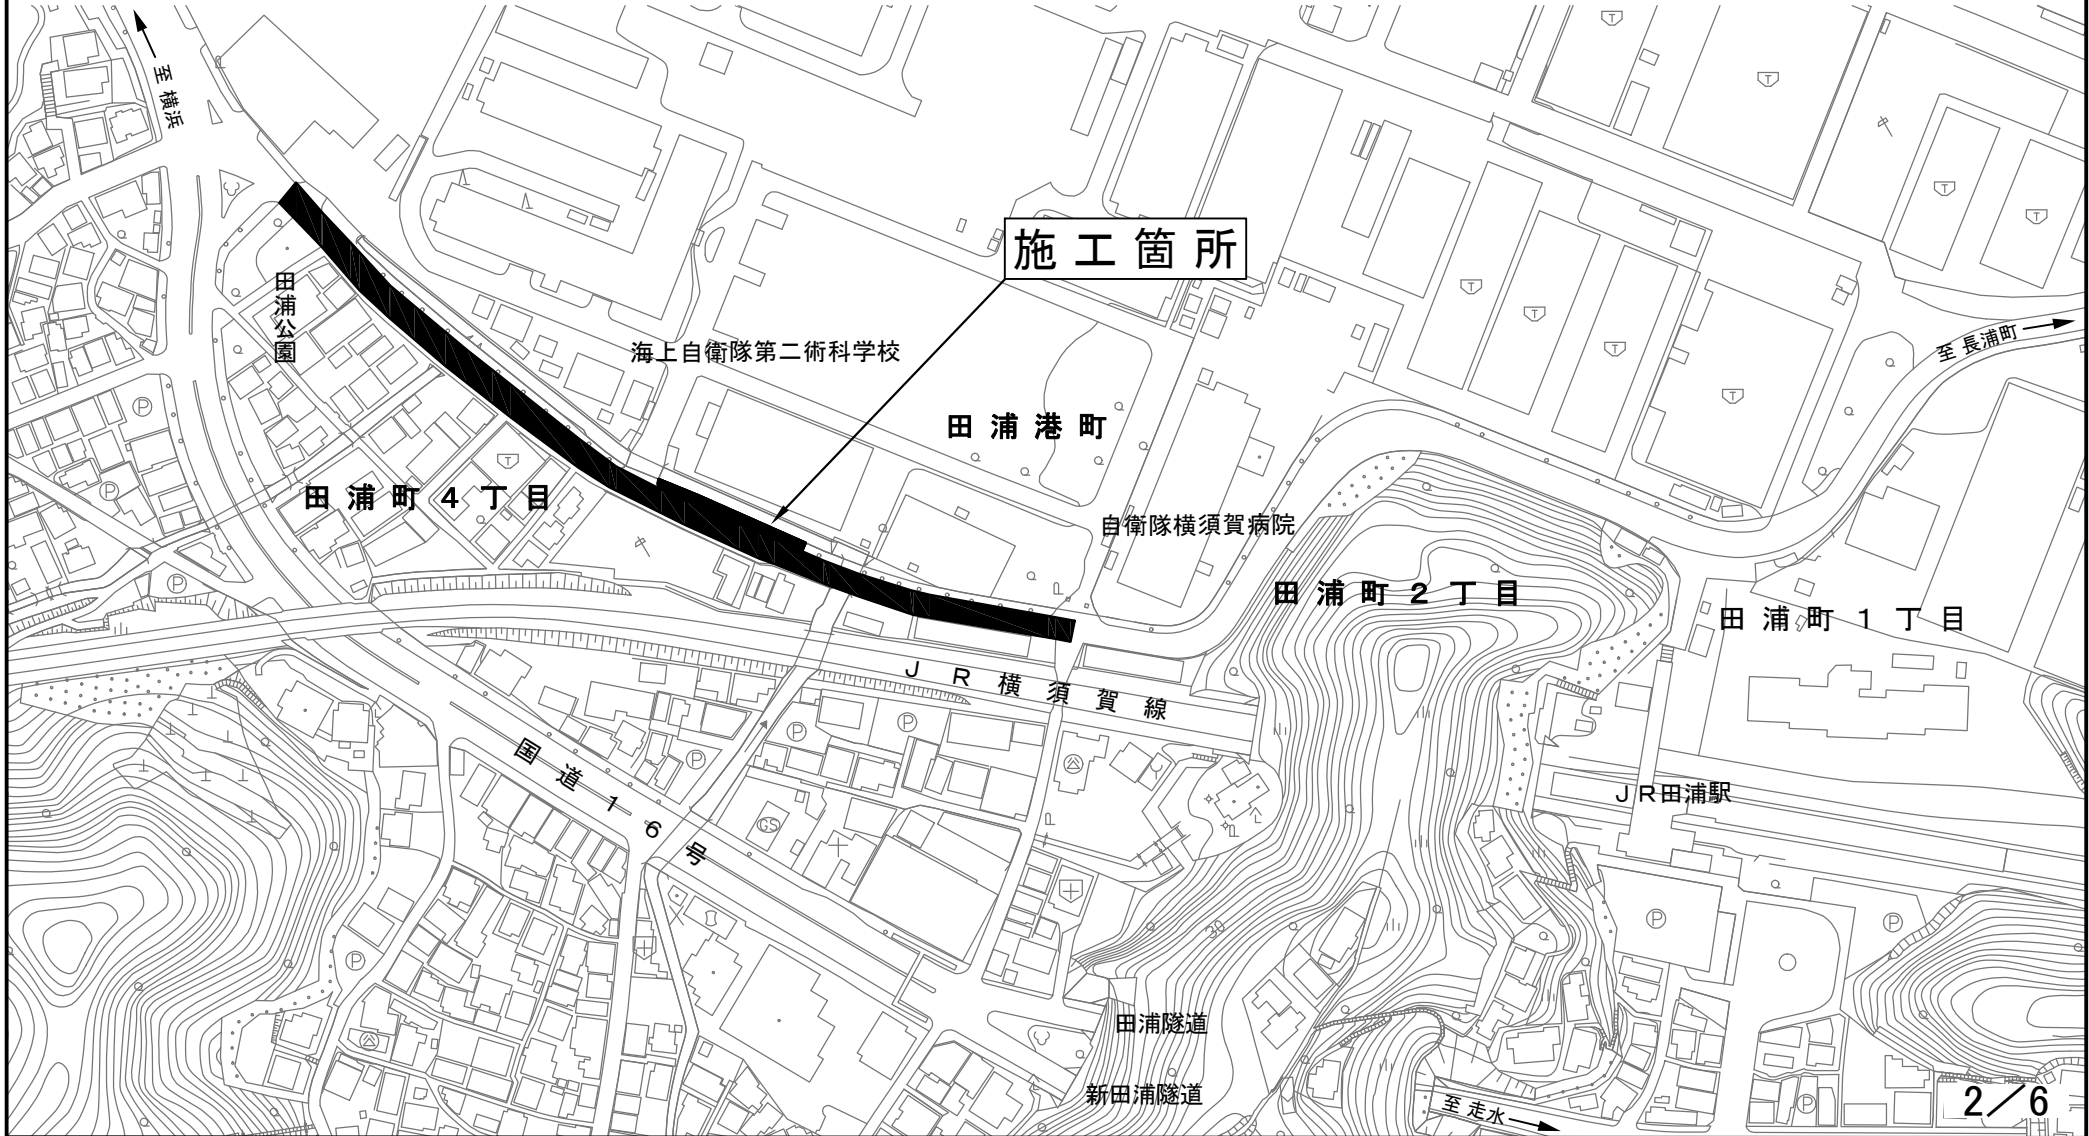 至 横浜
施工箇所
田浦公園
海上自衛隊第二術科学校
至 長浦町
田浦港町
田浦町4丁目
自衛隊横須賀病院
田浦町2丁目
田浦町1丁目
JR横須賀線
国道16号
JR田浦駅
GS
30
田浦隧道
新田浦隧道
至 走水
2/6